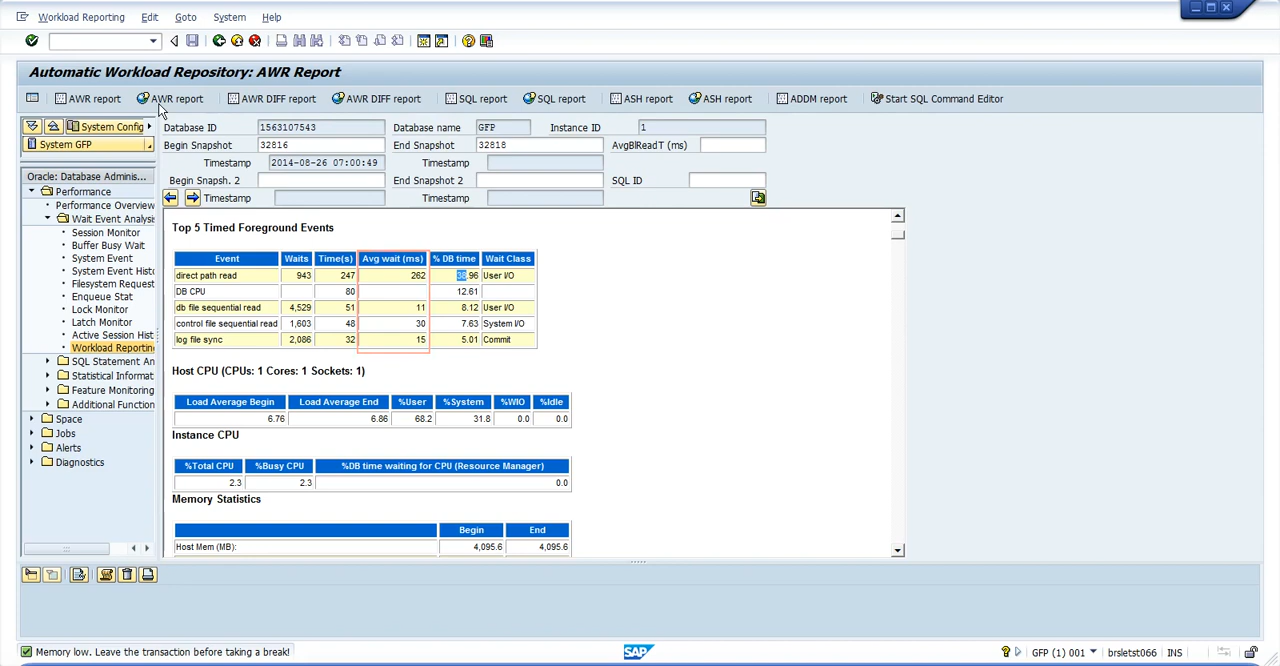 Workload Reporting Edit Goto System Help
Automatic Workload Repository: AWR Report
AWR report AWR report AWR DIFF report AWR DIFF report SQL report SQL report ASH report ASH report ADDM report Start SQL Command Editor
System Config
System GFP
Oracle: Database Adminis...
Performance
Performance Overview
Wait Event Analysis
Session Monitor
Buffer Busy Wait
System Event
System Event Histo
Filesystem Request
Enqueue Stat
Lock Monitor
Latch Monitor
Active Session Hist
Workload Reporting
SQL Statement An
Statistical Informat
Feature Monitoring
Additional Function
Space
Jobs
Alerts
Diagnostics
Database ID 1563107543 Database name GFP Instance ID 1
Begin Snapshot 32816 End Snapshot 32818 AvgBlReadT (ms)
Timestamp 2014-08-26 07:00:49 Timestamp
Begin Snapsh. 2 End Snapshot 2 SQL ID
Timestamp Timestamp
Top 5 Timed Foreground Events
Event Waits Time(s) Avg wait (ms) % DB time Wait Class
direct path read 943 247 262 38.96 User I/O
DB CPU 80 12.61
db file sequential read 4,529 51 11 8.12 User I/O
control file sequential read 1,603 48 30 7.63 System I/O
log file sync 2,086 32 15 5.01 Commit
Host CPU (CPUs: 1 Cores: 1 Sockets: 1)
Load Average Begin Load Average End %User %System %WIO %Idle
6.76 6.86 68.2 31.8 0.0 0.0
Instance CPU
%Total CPU %Busy CPU %DB time waiting for CPU (Resource Manager)
2.3 2.3 0.0
Memory Statistics
Begin End
Host Mem (MB): 4,095.6 4,095.6
Memory low. Leave the transaction before taking a break!
SAP
GFP (1) 001 brsletst066 INS